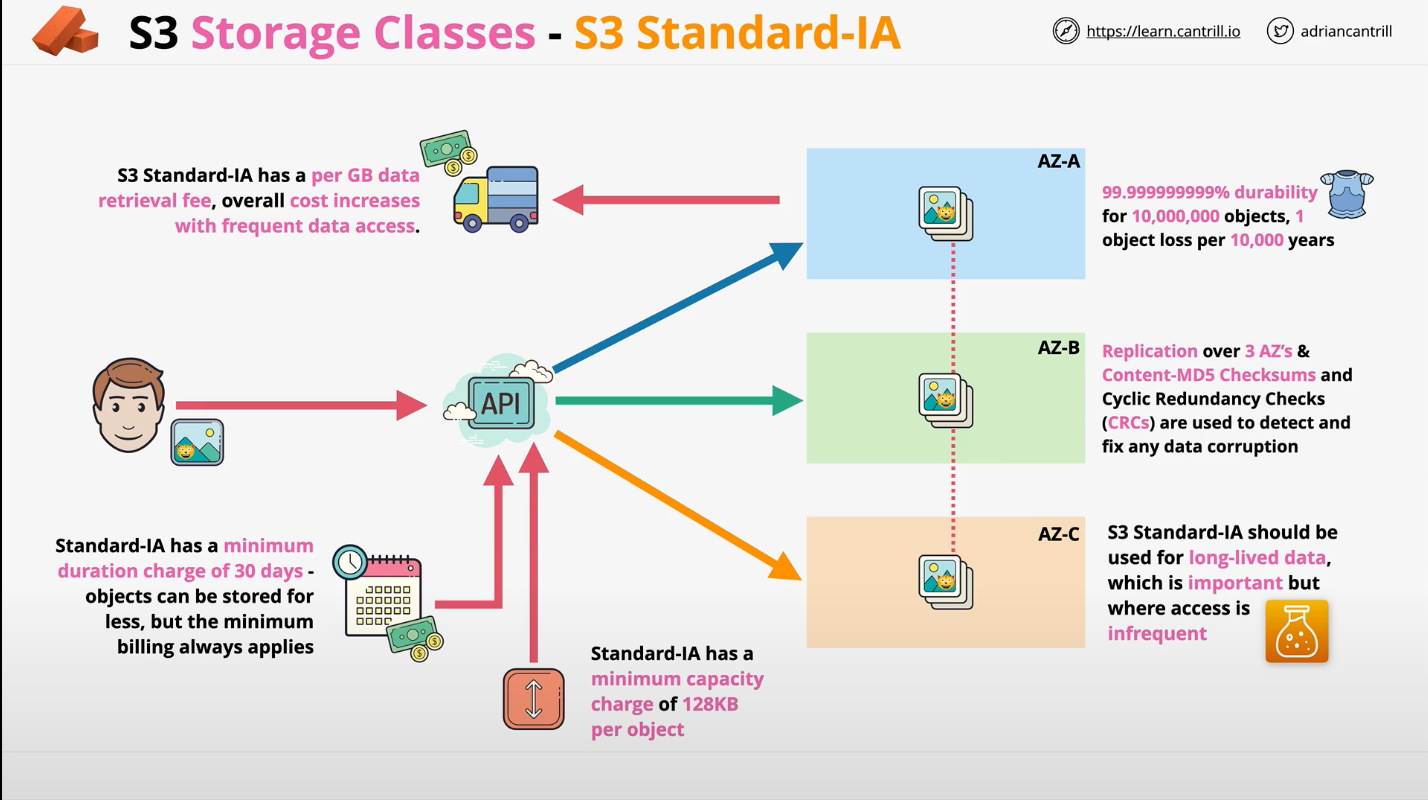 S3 Storage Classes - S3 Standard-IA
https://learn.cantrill.io
adriancantrill
S3 Standard-IA has a per GB data
retrieval fee, overall cost increases
with frequent data access.
AZ-A
99.999999999% durability
for 10,000,000 objects, 1
object loss per 10,000 years
API
AZ-B
Replication over 3 AZ's &
Content-MD5 Checksums and
Cyclic Redundancy Checks
(CRCs) are used to detect and
fix any data corruption
Standard-IA has a minimum
duration charge of 30 days -
objects can be stored for
less, but the minimum
billing always applies
AZ-C
S3 Standard-IA should be
used for long-lived data,
which is important but
where access is
infrequent
Standard-IA has a
minimum capacity
charge of 128KB
per object